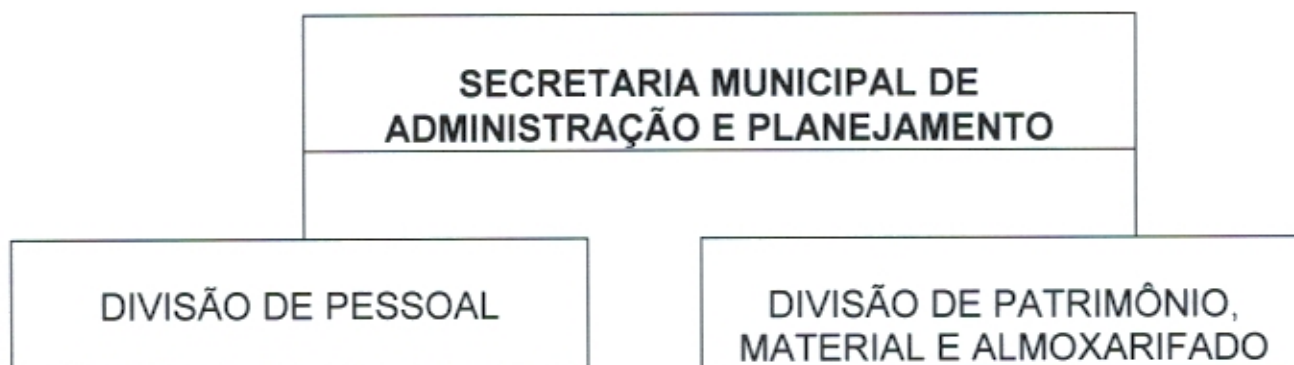 SECRETARIA MUNICIPAL DE
ADMINISTRAÇÃO E PLANEJAMENTO
DIVISÃO DE PESSOAL
DIVISÃO DE PATRIMÔNIO,
MATERIAL E ALMOXARIFADO